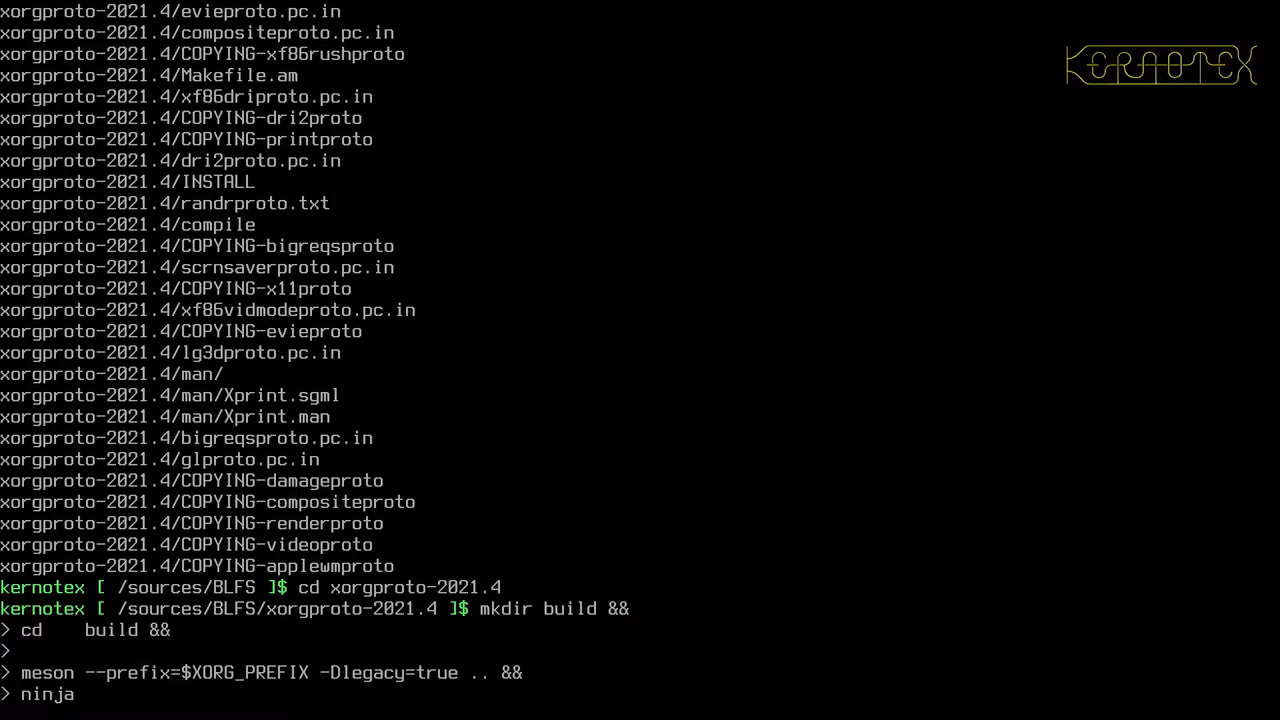 xorgproto-2021.4/evieproto.pc.in
xorgproto-2021.4/compositeproto.pc.in
xorgproto-2021.4/COPYING-xf86rushproto
xorgproto-2021.4/Makefile.am
xorgproto-2021.4/xf86driproto.pc.in
xorgproto-2021.4/COPYING-dri2proto
xorgproto-2021.4/COPYING-printproto
xorgproto-2021.4/dri2proto.pc.in
xorgproto-2021.4/INSTALL
xorgproto-2021.4/randrproto.txt
xorgproto-2021.4/compile
xorgproto-2021.4/COPYING-bigreqsproto
xorgproto-2021.4/scrnsaverproto.pc.in
xorgproto-2021.4/COPYING-x11proto
xorgproto-2021.4/xf86vidmodeproto.pc.in
xorgproto-2021.4/COPYING-evieproto
xorgproto-2021.4/lg3dproto.pc.in
xorgproto-2021.4/man/
xorgproto-2021.4/man/Xprint.sgml
xorgproto-2021.4/man/Xprint.man
xorgproto-2021.4/bigreqsproto.pc.in
xorgproto-2021.4/glproto.pc.in
xorgproto-2021.4/COPYING-damageproto
xorgproto-2021.4/COPYING-compositeproto
xorgproto-2021.4/COPYING-renderproto
xorgproto-2021.4/COPYING-videoproto
xorgproto-2021.4/COPYING-applewmproto
kernotex [ /sources/BLFS ]$ cd xorgproto-2021.4
kernotex [ /sources/BLFS/xorgproto-2021.4 ]$ mkdir build &&
> cd    build &&
>
> meson --prefix=$XORG_PREFIX -Dlegacy=true .. &&
> ninja
KERNOTEX